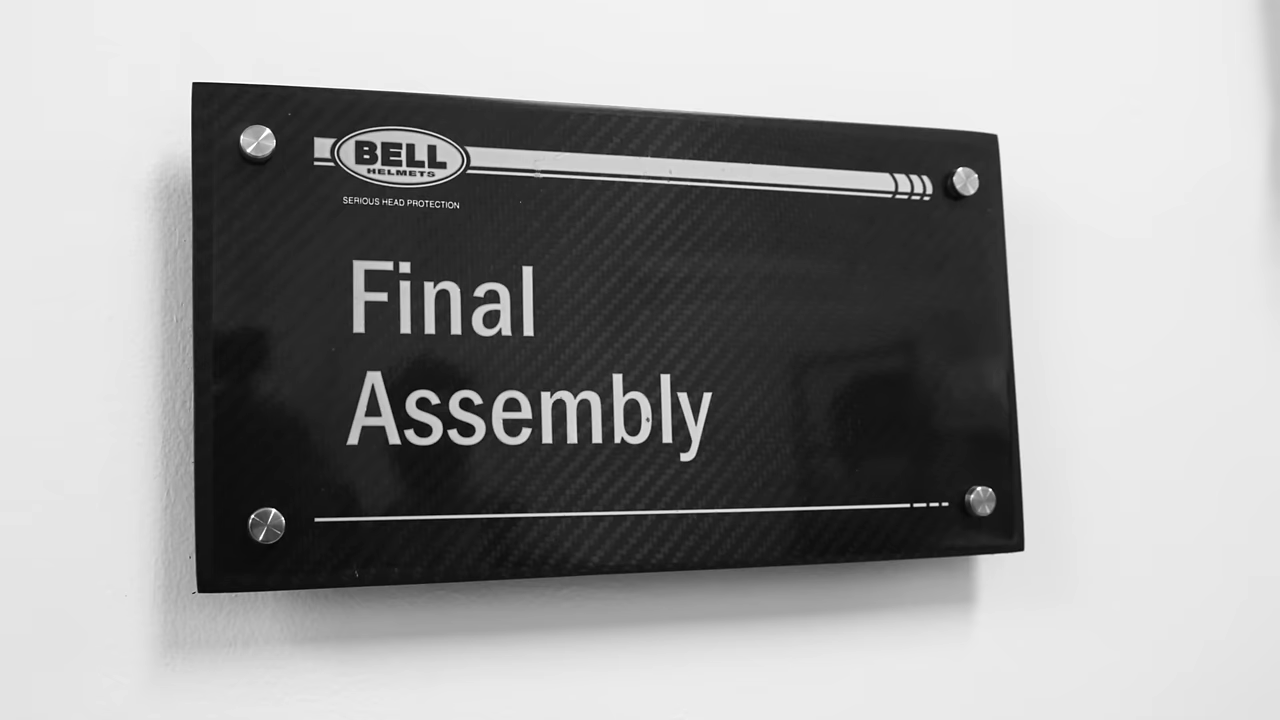 BELL
HELMETS
SERIOUS HEAD PROTECTION
Final
Assembly